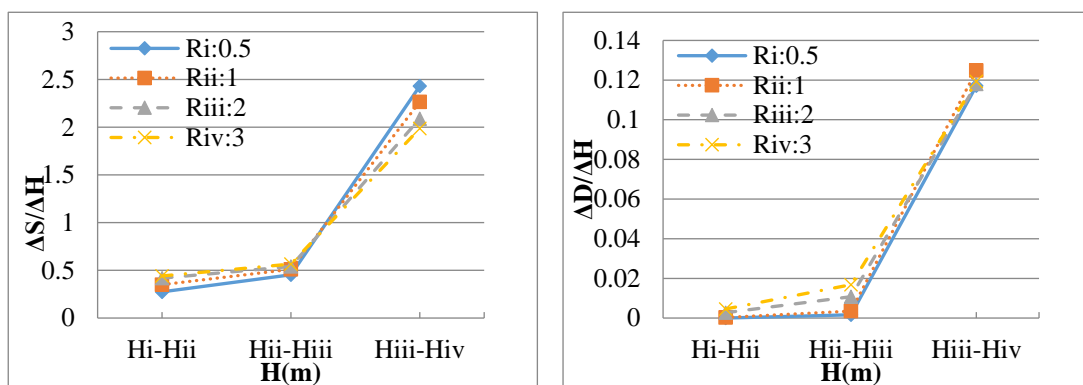 3
2.5
2
1.5
1
0.5
0
ΔS/ΔH
Ri:0.5
Rii:1
Riii:2
Riv:3
Hi-Hii
Hii-Hiii
Hiii-Hiv
H(m)
0.14
0.12
0.1
0.08
0.06
0.04
0.02
0
ΔD/ΔH
Ri:0.5
Rii:1
Riii:2
Riv:3
Hi-Hii
Hii-Hiii
Hiii-Hiv
H(m)